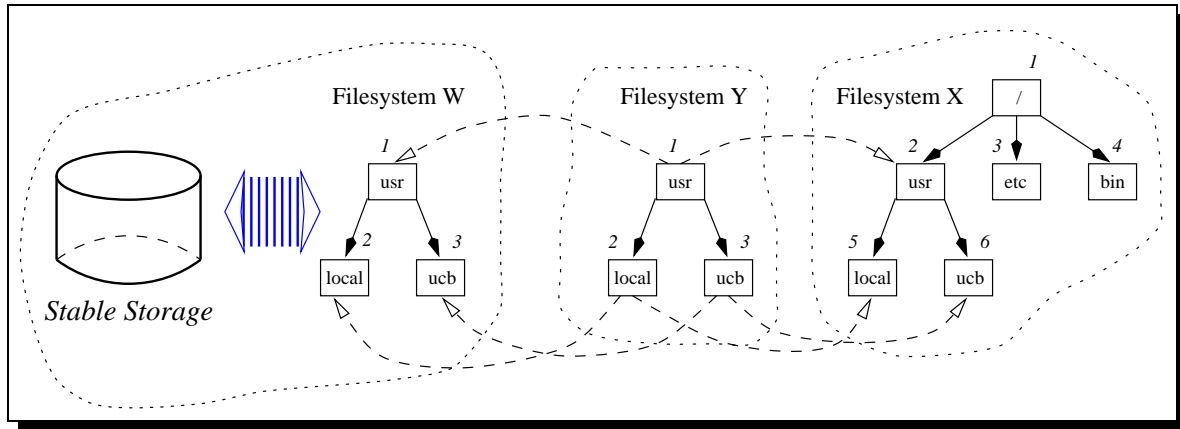 Filesystem W
Filesystem Y
Filesystem X
1
/
1
usr
1
usr
2
usr
3
etc
4
bin
2
local
3
ucb
2
local
3
ucb
5
local
6
ucb
Stable Storage